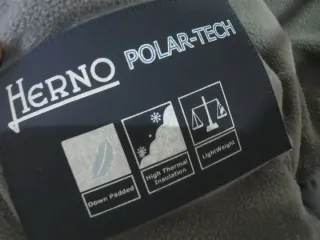 HERNO POLAR-TECH
Down Padded
High Thermal
Insulation
LightWeight